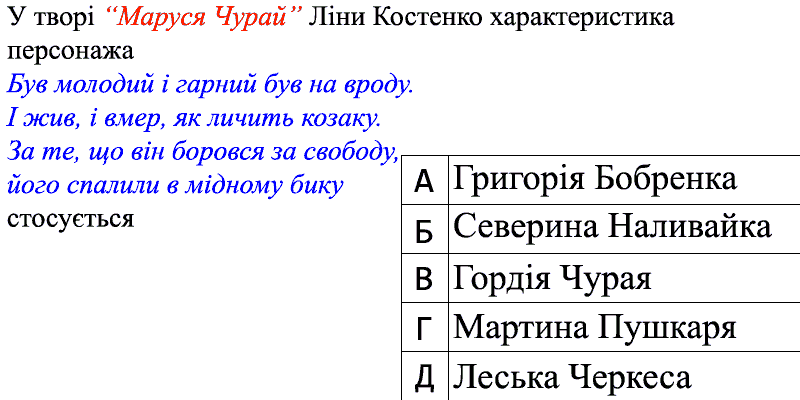 У творі “Маруся Чурай” Ліни Костенко характеристика
персонажа
Був молодий і гарний був на вроду.
І жив, і вмер, як личить козаку.
За те, що він боровся за свободу,
його спалили в мідному бику
стосується
А Григорія Бобренка
Б Северина Наливайка
В Гордія Чурая
Г Мартина Пушкаря
Д Леська Черкеса